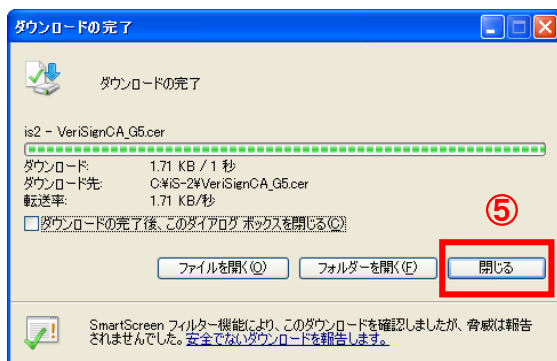 ダウンロードの完了
ダウンロードの完了
is2 - VeriSignCA_G5.cer
ダウンロード: 1.71 KB / 1 秒
ダウンロード先: C:¥iS-2¥VeriSignCA_G5.cer
転送率: 1.71 KB/秒
ダウンロードの完了後、このダイアログ ボックスを閉じる(C)
⑤
ファイルを開く(O) フォルダーを開く(F) 閉じる
SmartScreen フィルター機能により、このダウンロードを確認しましたが、脅威は報告
されませんでした。安全でないダウンロードを報告します。